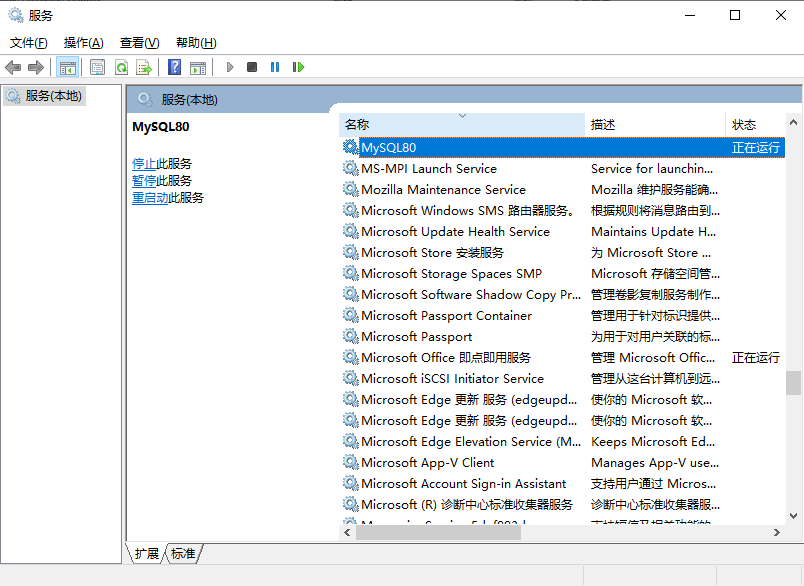 服务
文件(F) 操作(A) 查看(V) 帮助(H)
服务(本地)
服务(本地)
MySQL80
停止此服务
暂停此服务
重启动此服务
名称 描述 状态
MySQL80 正在运行
MS-MPI Launch Service Service for launchin...
Mozilla Maintenance Service Mozilla 维护服务能确...
Microsoft Windows SMS 路由器服务。 根据规则将消息路由到...
Microsoft Update Health Service Maintains Update H...
Microsoft Store 安装服务 为 Microsoft Store ...
Microsoft Storage Spaces SMP Microsoft 存储空间管...
Microsoft Software Shadow Copy Pr... 管理卷影复制服务制作...
Microsoft Passport Container 管理用于针对标识提供...
Microsoft Passport 为用于对用户关联的标...
Microsoft Office 即点即用服务 管理 Microsoft Offic... 正在运行
Microsoft iSCSI Initiator Service 管理从这台计算机到远...
Microsoft Edge 更新 服务 (edgeupd... 使你的 Microsoft 软...
Microsoft Edge 更新 服务 (edgeupd... 使你的 Microsoft 软...
Microsoft Edge Elevation Service (M... Keeps Microsoft Ed...
Microsoft App-V Client Manages App-V use...
Microsoft Account Sign-in Assistant 支持用户通过 Micros...
Microsoft (R) 诊断中心标准收集器服务 诊断中心标准收集器服...
扩展 标准